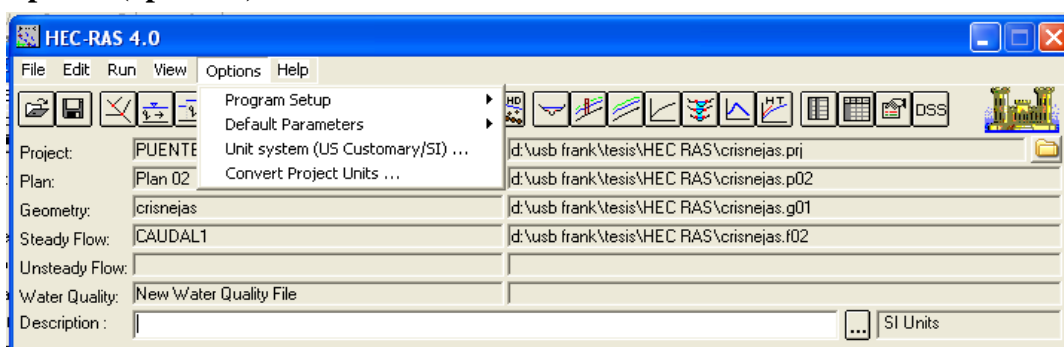 HEC-RAS 4.0
File Edit Run View Options Help
Program Setup
Default Parameters
Unit system (US Customary/SI) ...
Convert Project Units ...
HD HT DSS
Project: PUENTE d:\usb frank\tesis\HEC RAS\crisnejas.prj
Plan: Plan 02 d:\usb frank\tesis\HEC RAS\crisnejas.p02
Geometry: crisnejas d:\usb frank\tesis\HEC RAS\crisnejas.g01
Steady Flow: CAUDAL1 d:\usb frank\tesis\HEC RAS\crisnejas.f02
Unsteady Flow:
Water Quality: New Water Quality File
Description : ... SI Units